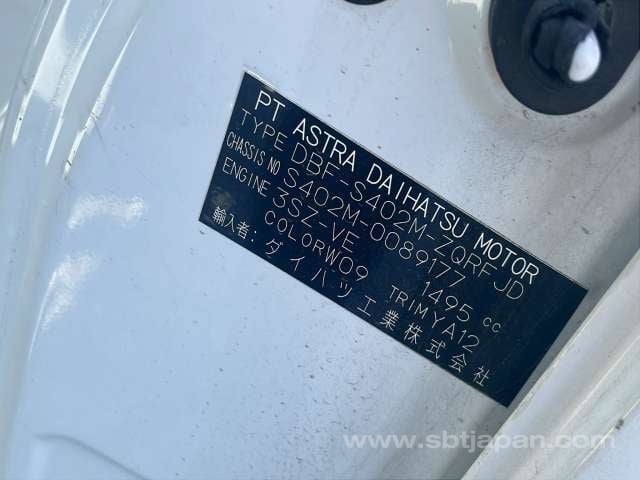 PT ASTRA DAIHATSU MOTOR
TYPE DBF-S402M-ZQRFJD
CHASSIS NO S402M-0089177
ENGINE 3SZ-VE 1495 cc
COLOR W09 TRIM YA12
輸入者: ダイハツ工業株式会社
www.sbtjapan.com